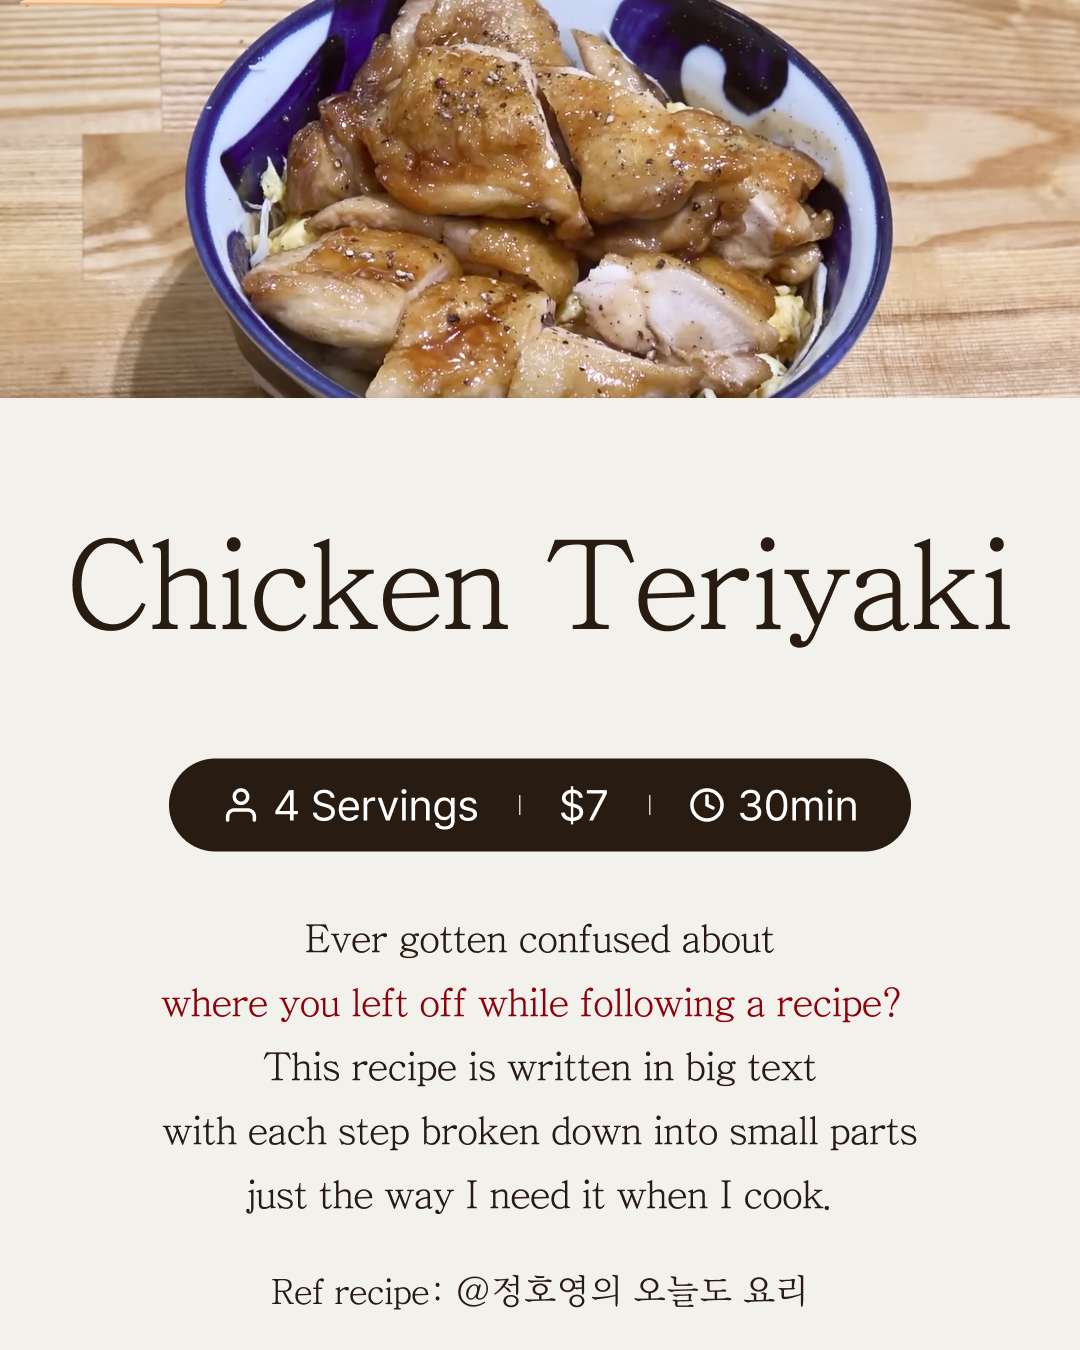 Chicken Teriyaki
4 Servings | $7 | 30min
Ever gotten confused about
where you left off while following a recipe?
This recipe is written in big text
with each step broken down into small parts
just the way I need it when I cook.
Ref recipe: @정호영의 오늘도 요리